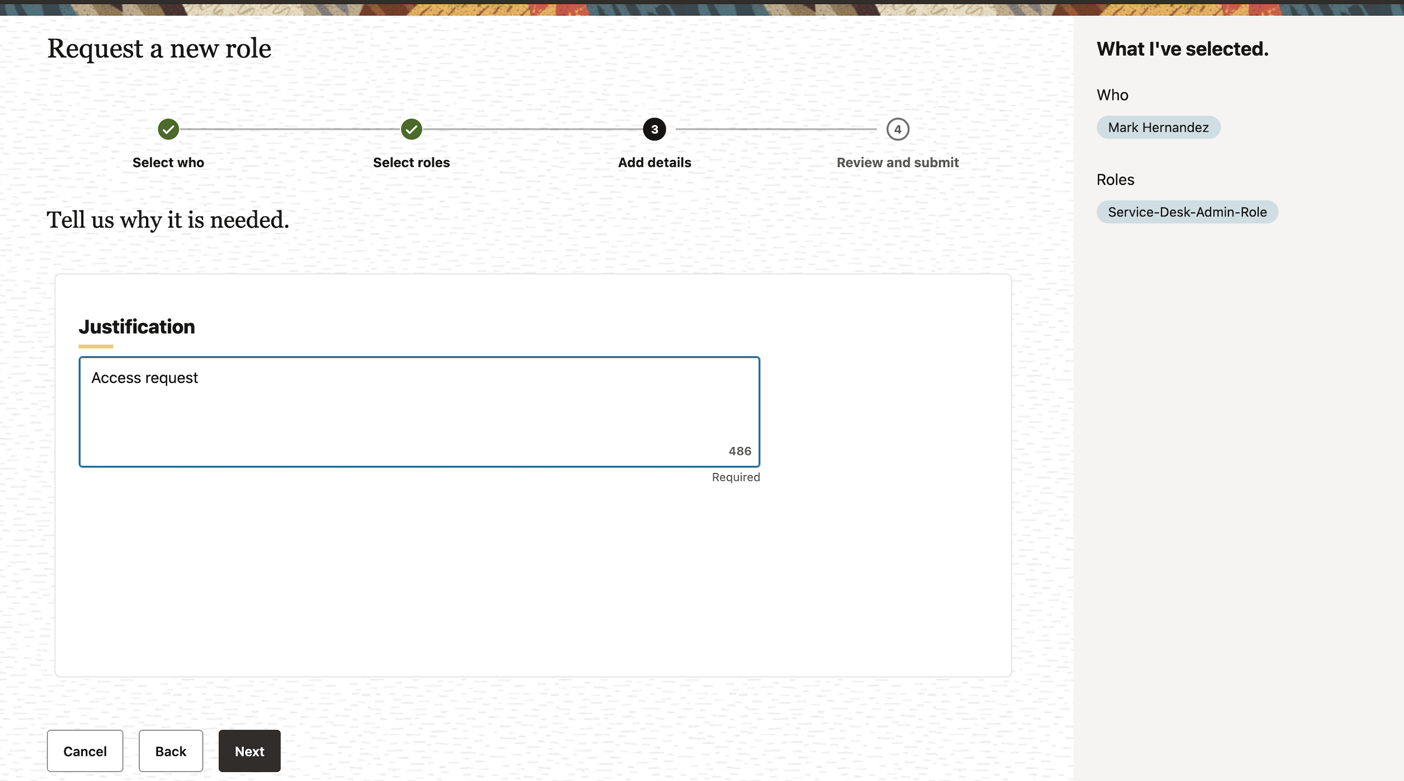 Request a new role
3
4
Select who
Select roles
Add details
Review and submit
Tell us why it is needed.
Justification
Access request
486
Required
Cancel
Back
Next
What I've selected.
Who
Mark Hernandez
Roles
Service-Desk-Admin-Role